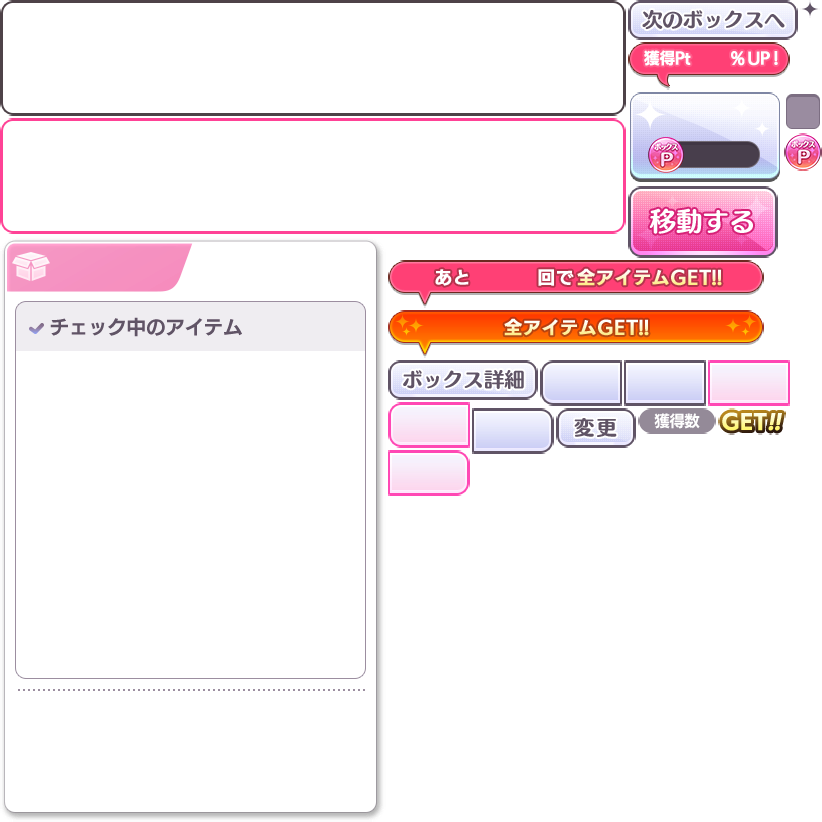 次のボックスへ
獲得Pt %UP!
ボックス
P
ボックス
P
移動する
あと 回で全アイテムGET!!
チェック中のアイテム
全アイテムGET!!
ボックス詳細
変更
獲得数
GET!!